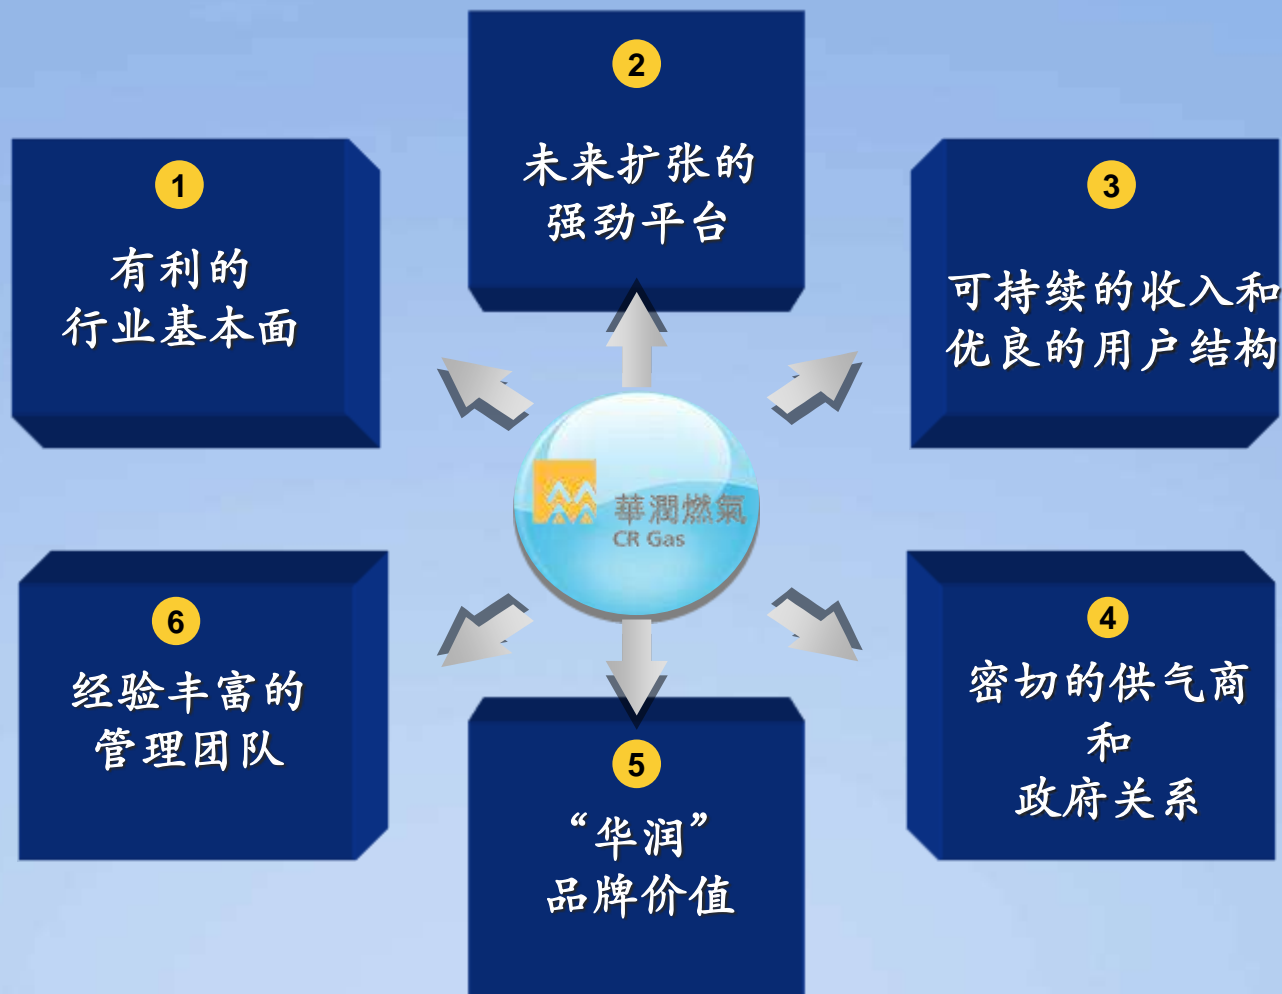 1
有利的
行业基本面
2
未来扩张的
强劲平台
3
可持续的收入和
优良的用户结构
華潤燃氣
CR Gas
4
密切的供气商
和
政府关系
5
“华润”
品牌价值
6
经验丰富的
管理团队